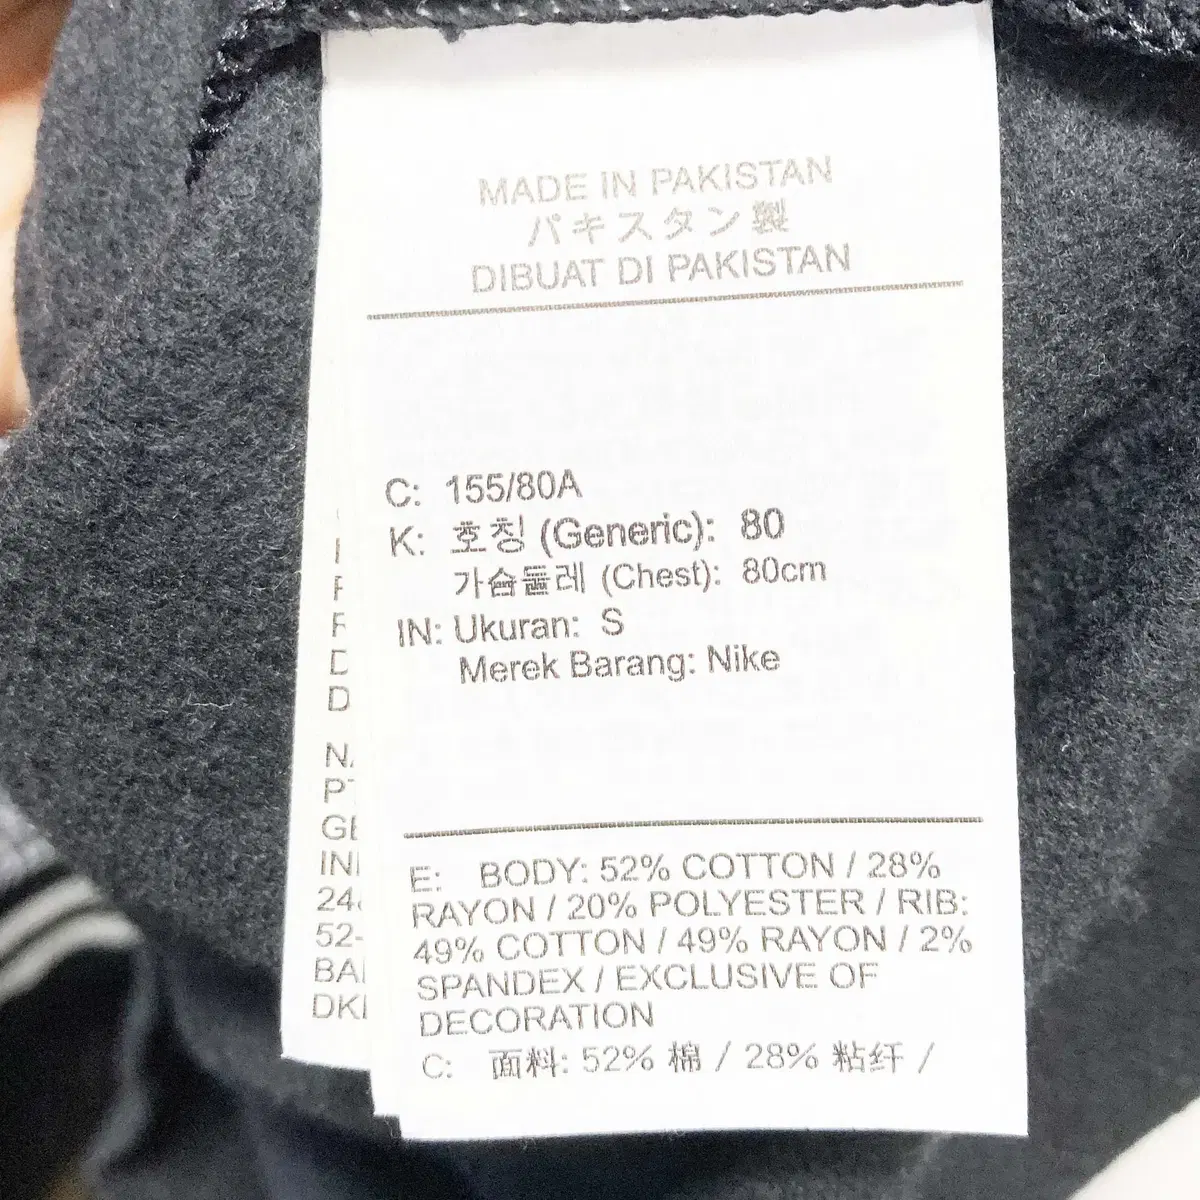 MADE IN PAKISTAN
パキスタン製
DIBUAT DI PAKISTAN
C: 155/80A
K: 호칭 (Generic): 80
가슴둘레 (Chest): 80cm
IN: Ukuran: S
Merek Barang: Nike
E: BODY: 52% COTTON / 28%
RAYON / 20% POLYESTER / RIB:
49% COTTON / 49% RAYON / 2%
SPANDEX / EXCLUSIVE OF
DECORATION
C: 面料: 52% 棉 / 28% 粘纤 /